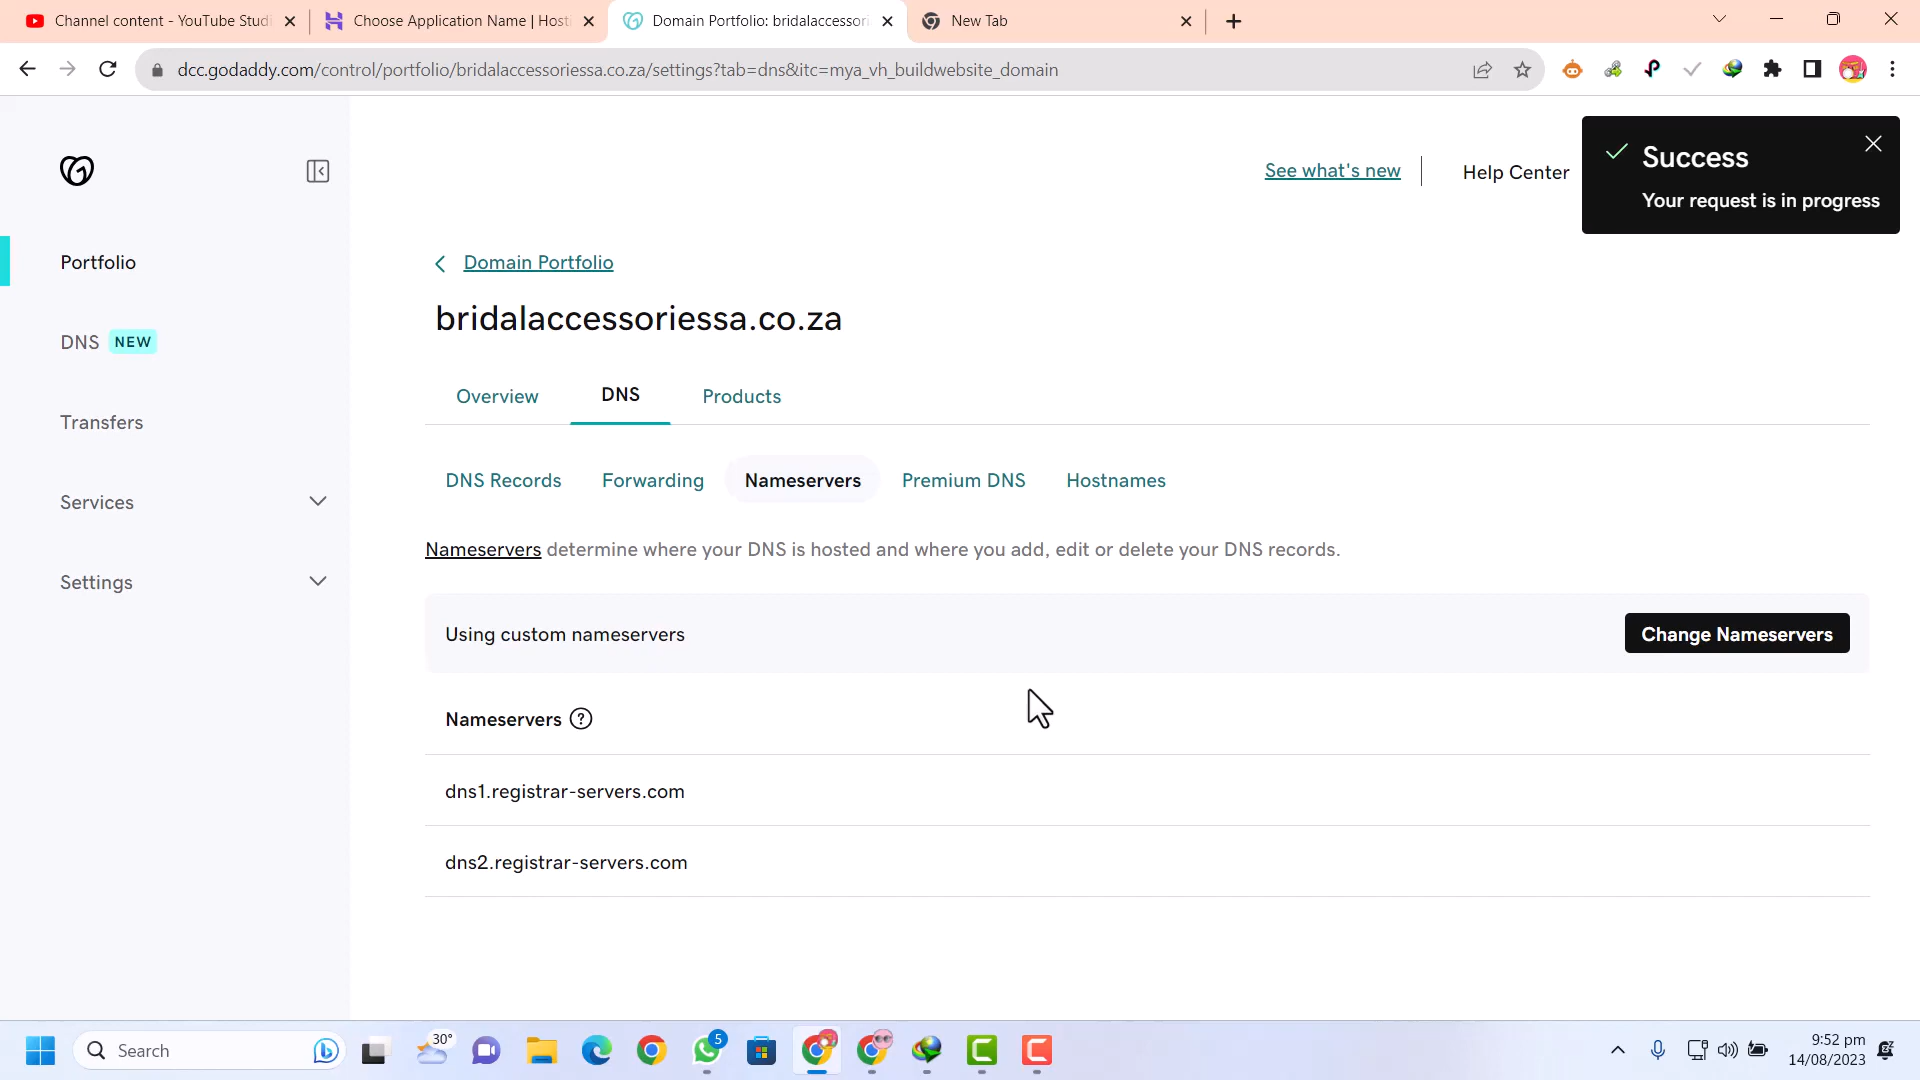 Channel content - YouTube Studi
Choose Application Name | Host
Domain Portfolio: bridalaccessori
New Tab
dcc.godaddy.com/control/portfolio/bridalaccessoriessa.co.za/settings?tab=dns&itc=mya_vh_buildwebsite_domain
See what's new
Help Center
Success
Your request is in progress
Portfolio
DNS NEW
Transfers
Services
Settings
Domain Portfolio
bridalaccessoriessa.co.za
Overview
DNS
Products
DNS Records
Forwarding
Nameservers
Premium DNS
Hostnames
Nameservers determine where your DNS is hosted and where you add, edit or delete your DNS records.
Using custom nameservers
Change Nameservers
Nameservers ?
dns1.registrar-servers.com
dns2.registrar-servers.com
Search
30°
5
9:52 pm
14/08/2023